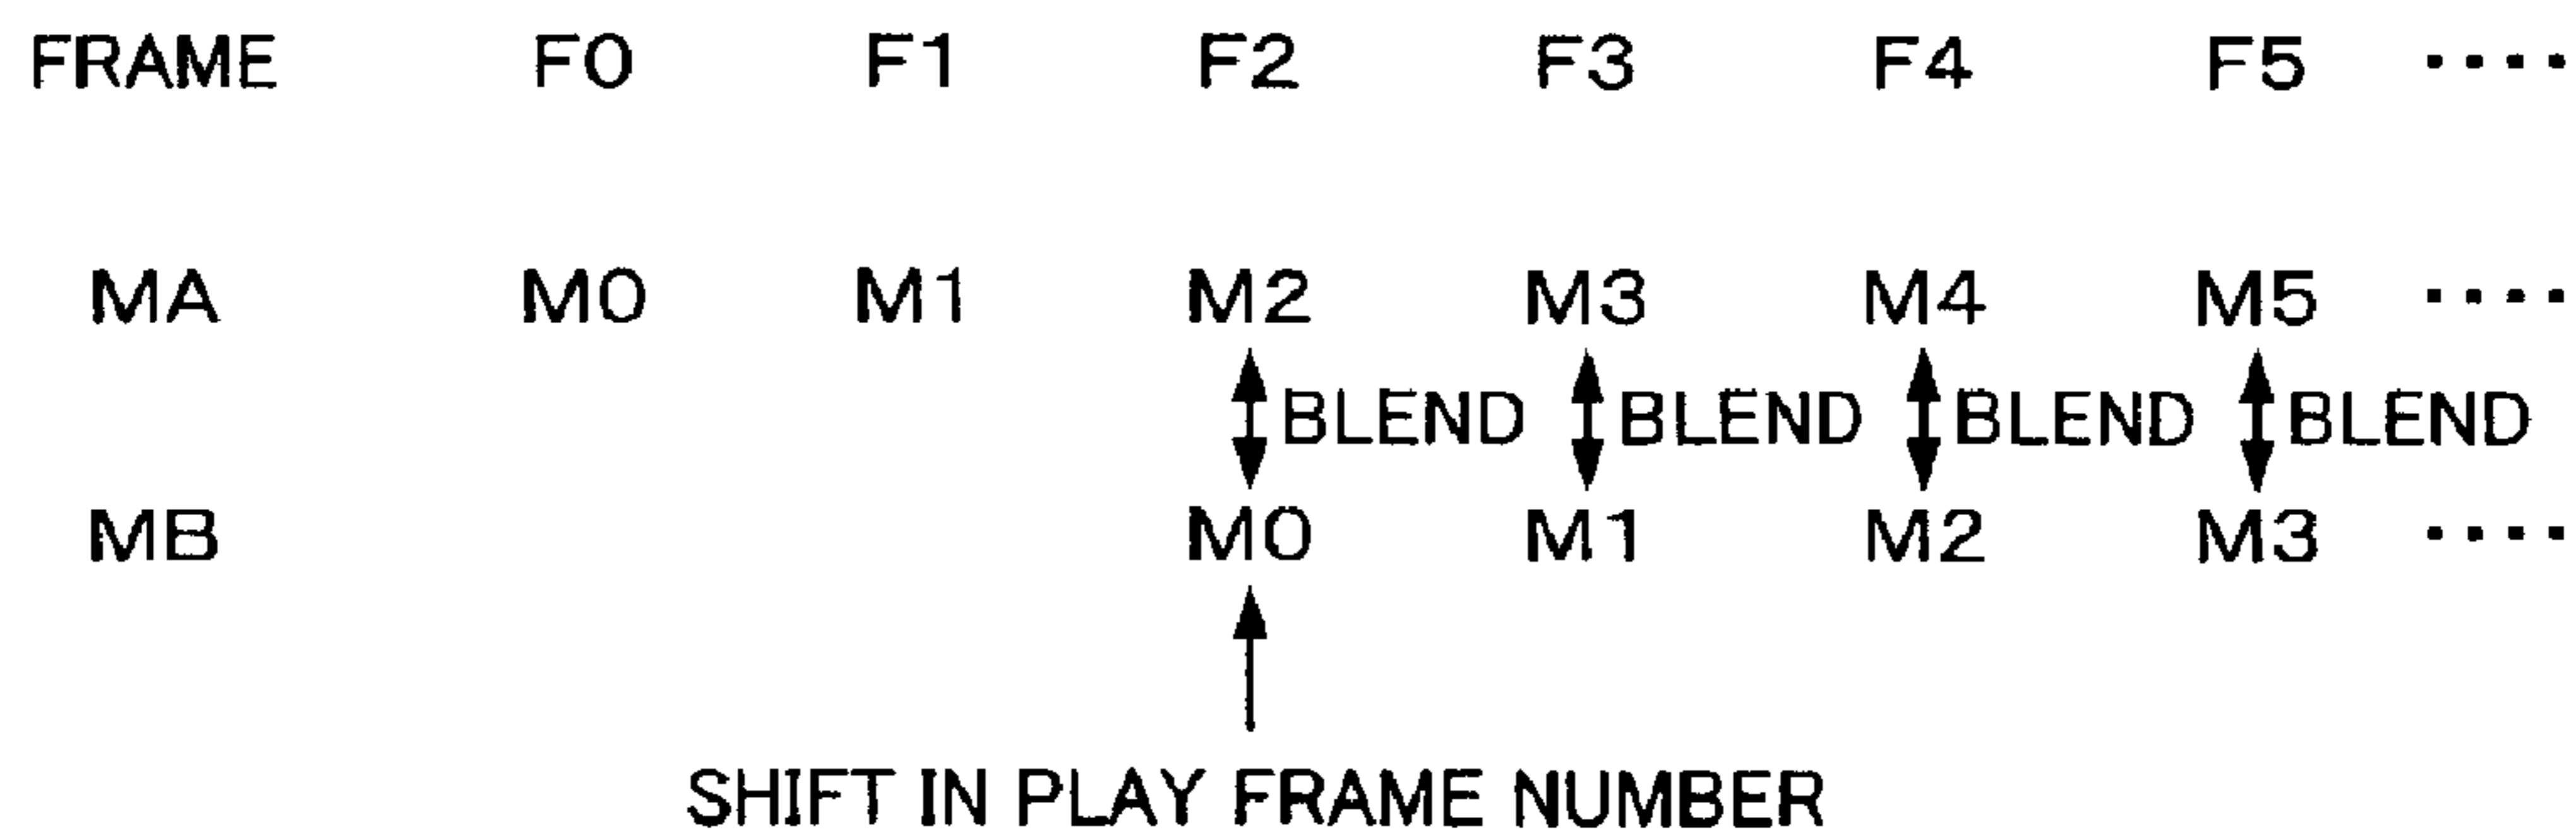 FRAME F0 F1 F2 F3 F4 F5 ····
MA M0 M1 M2 M3 M4 M5 ····
BLEND BLEND BLEND BLEND
MB M0 M1 M2 M3 ····
SHIFT IN PLAY FRAME NUMBER